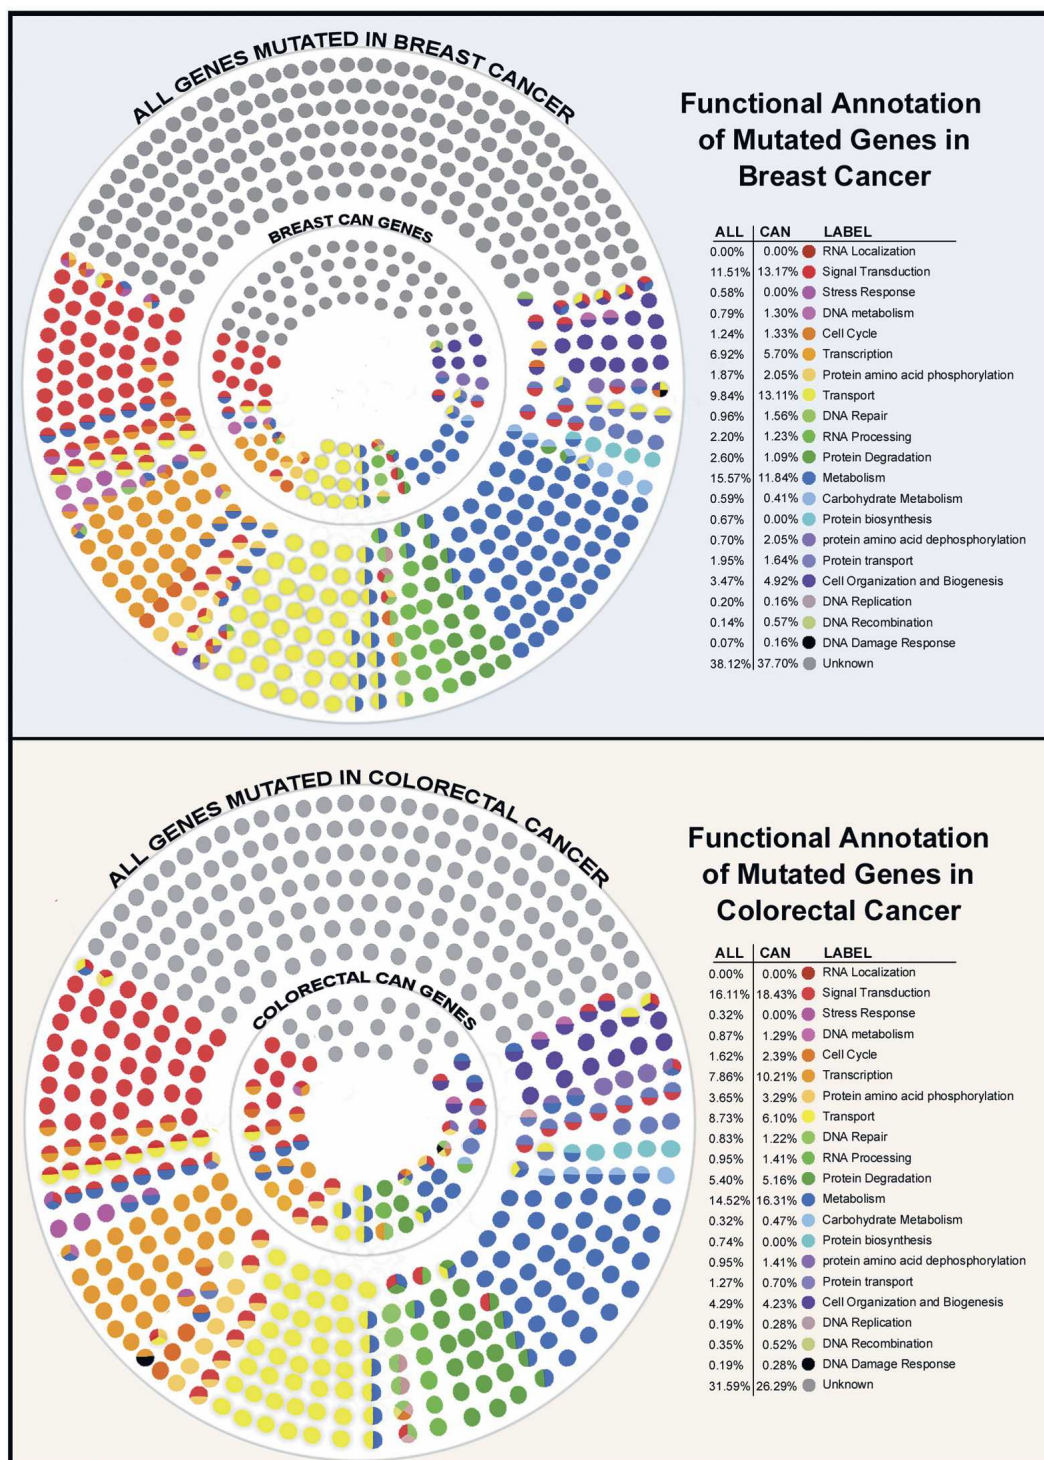 ALL GENES MUTATED IN BREAST CANCER
BREAST CAN GENES
Functional Annotation
of Mutated Genes in
Breast Cancer
ALL CAN LABEL
0.00% 0.00% RNA Localization
11.51% 13.17% Signal Transduction
0.58% 0.00% Stress Response
0.79% 1.30% DNA metabolism
1.24% 1.33% Cell Cycle
6.92% 5.70% Transcription
1.87% 2.05% Protein amino acid phosphorylation
9.84% 13.11% Transport
0.96% 1.56% DNA Repair
2.20% 1.23% RNA Processing
2.60% 1.09% Protein Degradation
15.57% 11.84% Metabolism
0.59% 0.41% Carbohydrate Metabolism
0.67% 0.00% Protein biosynthesis
0.70% 2.05% protein amino acid dephosphorylation
1.95% 1.64% Protein transport
3.47% 4.92% Cell Organization and Biogenesis
0.20% 0.16% DNA Replication
0.14% 0.57% DNA Recombination
0.07% 0.16% DNA Damage Response
38.12% 37.70% Unknown
ALL GENES MUTATED IN COLORECTAL CANCER
COLORECTAL CAN GENES
Functional Annotation
of Mutated Genes in
Colorectal Cancer
ALL CAN LABEL
0.00% 0.00% RNA Localization
16.11% 18.43% Signal Transduction
0.32% 0.00% Stress Response
0.87% 1.29% DNA metabolism
1.62% 2.39% Cell Cycle
7.86% 10.21% Transcription
3.65% 3.29% Protein amino acid phosphorylation
8.73% 6.10% Transport
0.83% 1.22% DNA Repair
0.95% 1.41% RNA Processing
5.40% 5.16% Protein Degradation
14.52% 16.31% Metabolism
0.32% 0.47% Carbohydrate Metabolism
0.74% 0.00% Protein biosynthesis
0.95% 1.41% protein amino acid dephosphorylation
1.27% 0.70% Protein transport
4.29% 4.23% Cell Organization and Biogenesis
0.19% 0.28% DNA Replication
0.35% 0.52% DNA Recombination
0.19% 0.28% DNA Damage Response
31.59% 26.29% Unknown